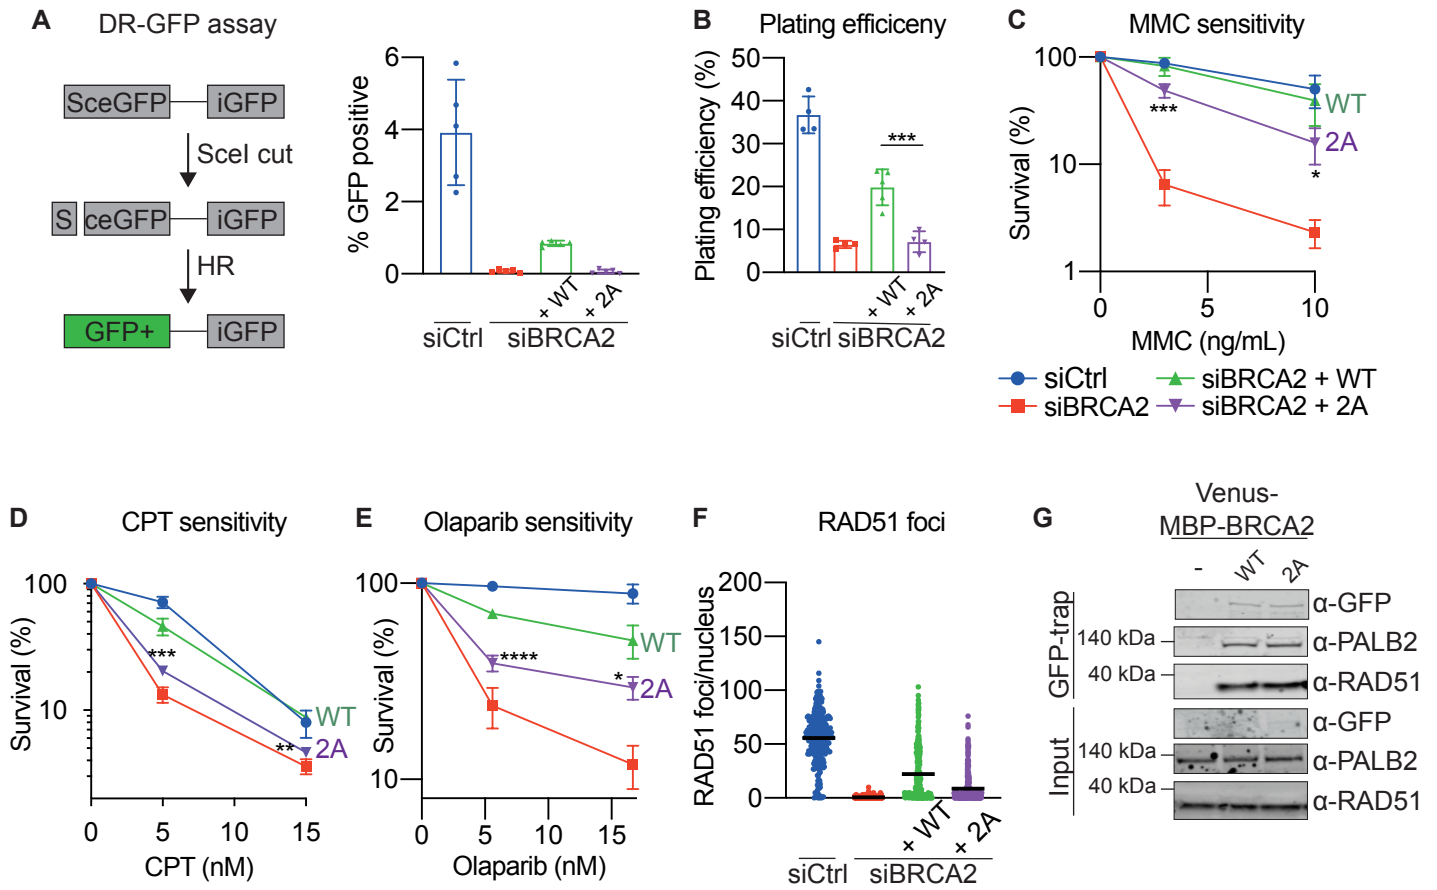 A DR-GFP assay
SceGFP iGFP
SceI cut
S ceGFP iGFP
HR
GFP+ iGFP
% GFP positive
6
4
2
0
+ WT
+ 2A
siCtrl siBRCA2
B Plating efficiceny
Plating efficiency (%)
50
40
30
20
10
0
***
+ WT
+ 2A
siCtrl siBRCA2
C MMC sensitivity
Survival (%)
100
10
1
WT
2A
***
*
0 5 10
MMC (ng/mL)
siCtrl siBRCA2 + WT
siBRCA2 siBRCA2 + 2A
D CPT sensitivity
Survival (%)
100
10
***
**
WT
2A
0 5 10 15
CPT (nM)
E Olaparib sensitivity
Survival (%)
100
10
****
*
WT
2A
0 5 10 15
Olaparib (nM)
F RAD51 foci
RAD51 foci/nucleus
200
150
100
50
0
+ WT
+ 2A
siCtrl siBRCA2
G Venus-
MBP-BRCA2
- WT 2A
GFP-trap
α-GFP
140 kDa α-PALB2
40 kDa α-RAD51
Input
α-GFP
140 kDa α-PALB2
40 kDa α-RAD51